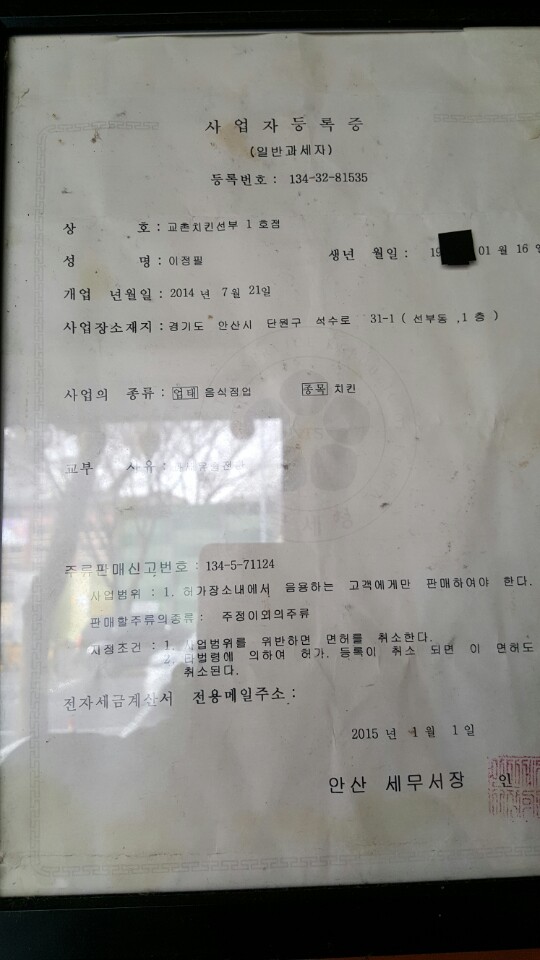 사업자등록증
(일반과세자)
등록번호 : 134-32-81535
상 호 : 교촌치킨선부 1 호점
성 명 : 이정필 생년 월일 : 19 01 월 16 일
개업 년월일 : 2014 년 7 월 21일
사업장소재지 : 경기도 안산시 단원구 석수로 31-1 ( 선부동 ,1 층 )
사업의 종류 : 업태 음식점업 종목 치킨
교부 사유 :
주류판매신고번호 : 134-5-71124
사업범위 : 1. 허가장소내에서 음용하는 고객에게만 판매하여야 한다.
판매할주류의종류 : 주정이외의주류
지정조건 : 1. 사업범위를 위반하면 면허를 취소한다.
2. 타법령에 의하여 허가, 등록이 취소 되면 이 면허도
취소된다.
전자세금계산서 전용메일주소 :
2015 년 월 1 일
안산 세무서장 인